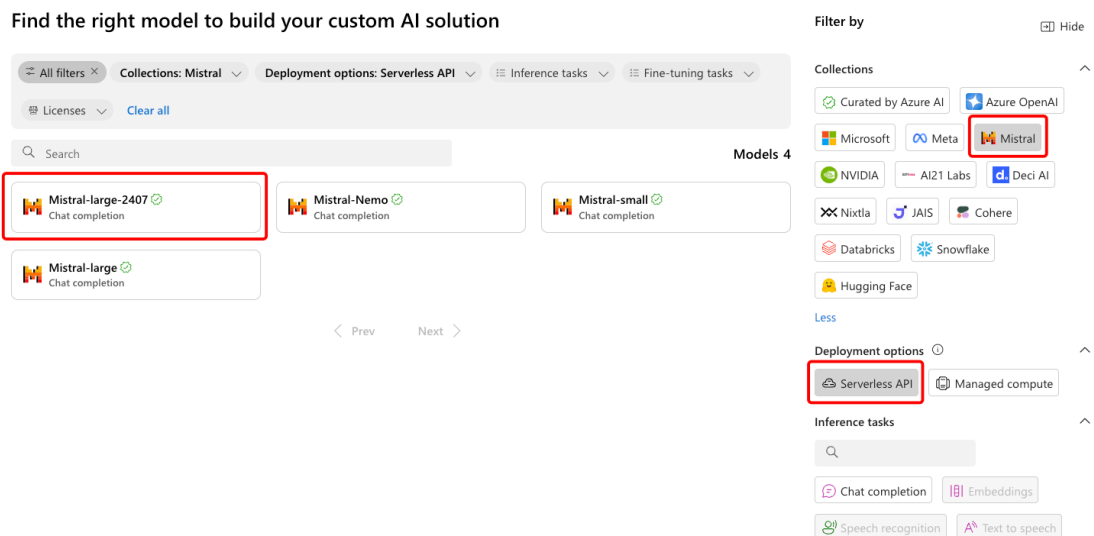 Find the right model to build your custom AI solution
All filters × Collections: Mistral Deployment options: Serverless API Inference tasks Fine-tuning tasks
Licenses Clear all
Search
Models 4
Mistral-large-2407
Chat completion
Mistral-Nemo
Chat completion
Mistral-small
Chat completion
Mistral-large
Chat completion
Prev Next
Filter by
Hide
Collections
Curated by Azure AI Azure OpenAI
Microsoft Meta Mistral
NVIDIA AI21 Labs Deci AI
Nixtla JAIS Cohere
Databricks Snowflake
Hugging Face
Less
Deployment options
Serverless API Managed compute
Inference tasks
Chat completion Embeddings
Speech recognition Text to speech